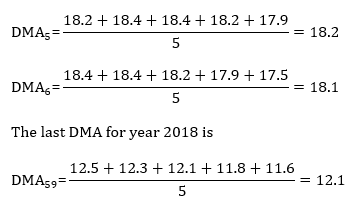 DMA₅= (18.2 + 18.4 + 18.4 + 18.2 + 17.9) / 5 = 18.2
DMA₆= (18.4 + 18.4 + 18.2 + 17.9 + 17.5) / 5 = 18.1
The last DMA for year 2018 is
DMA₅₉= (12.5 + 12.3 + 12.1 + 11.8 + 11.6) / 5 = 12.1